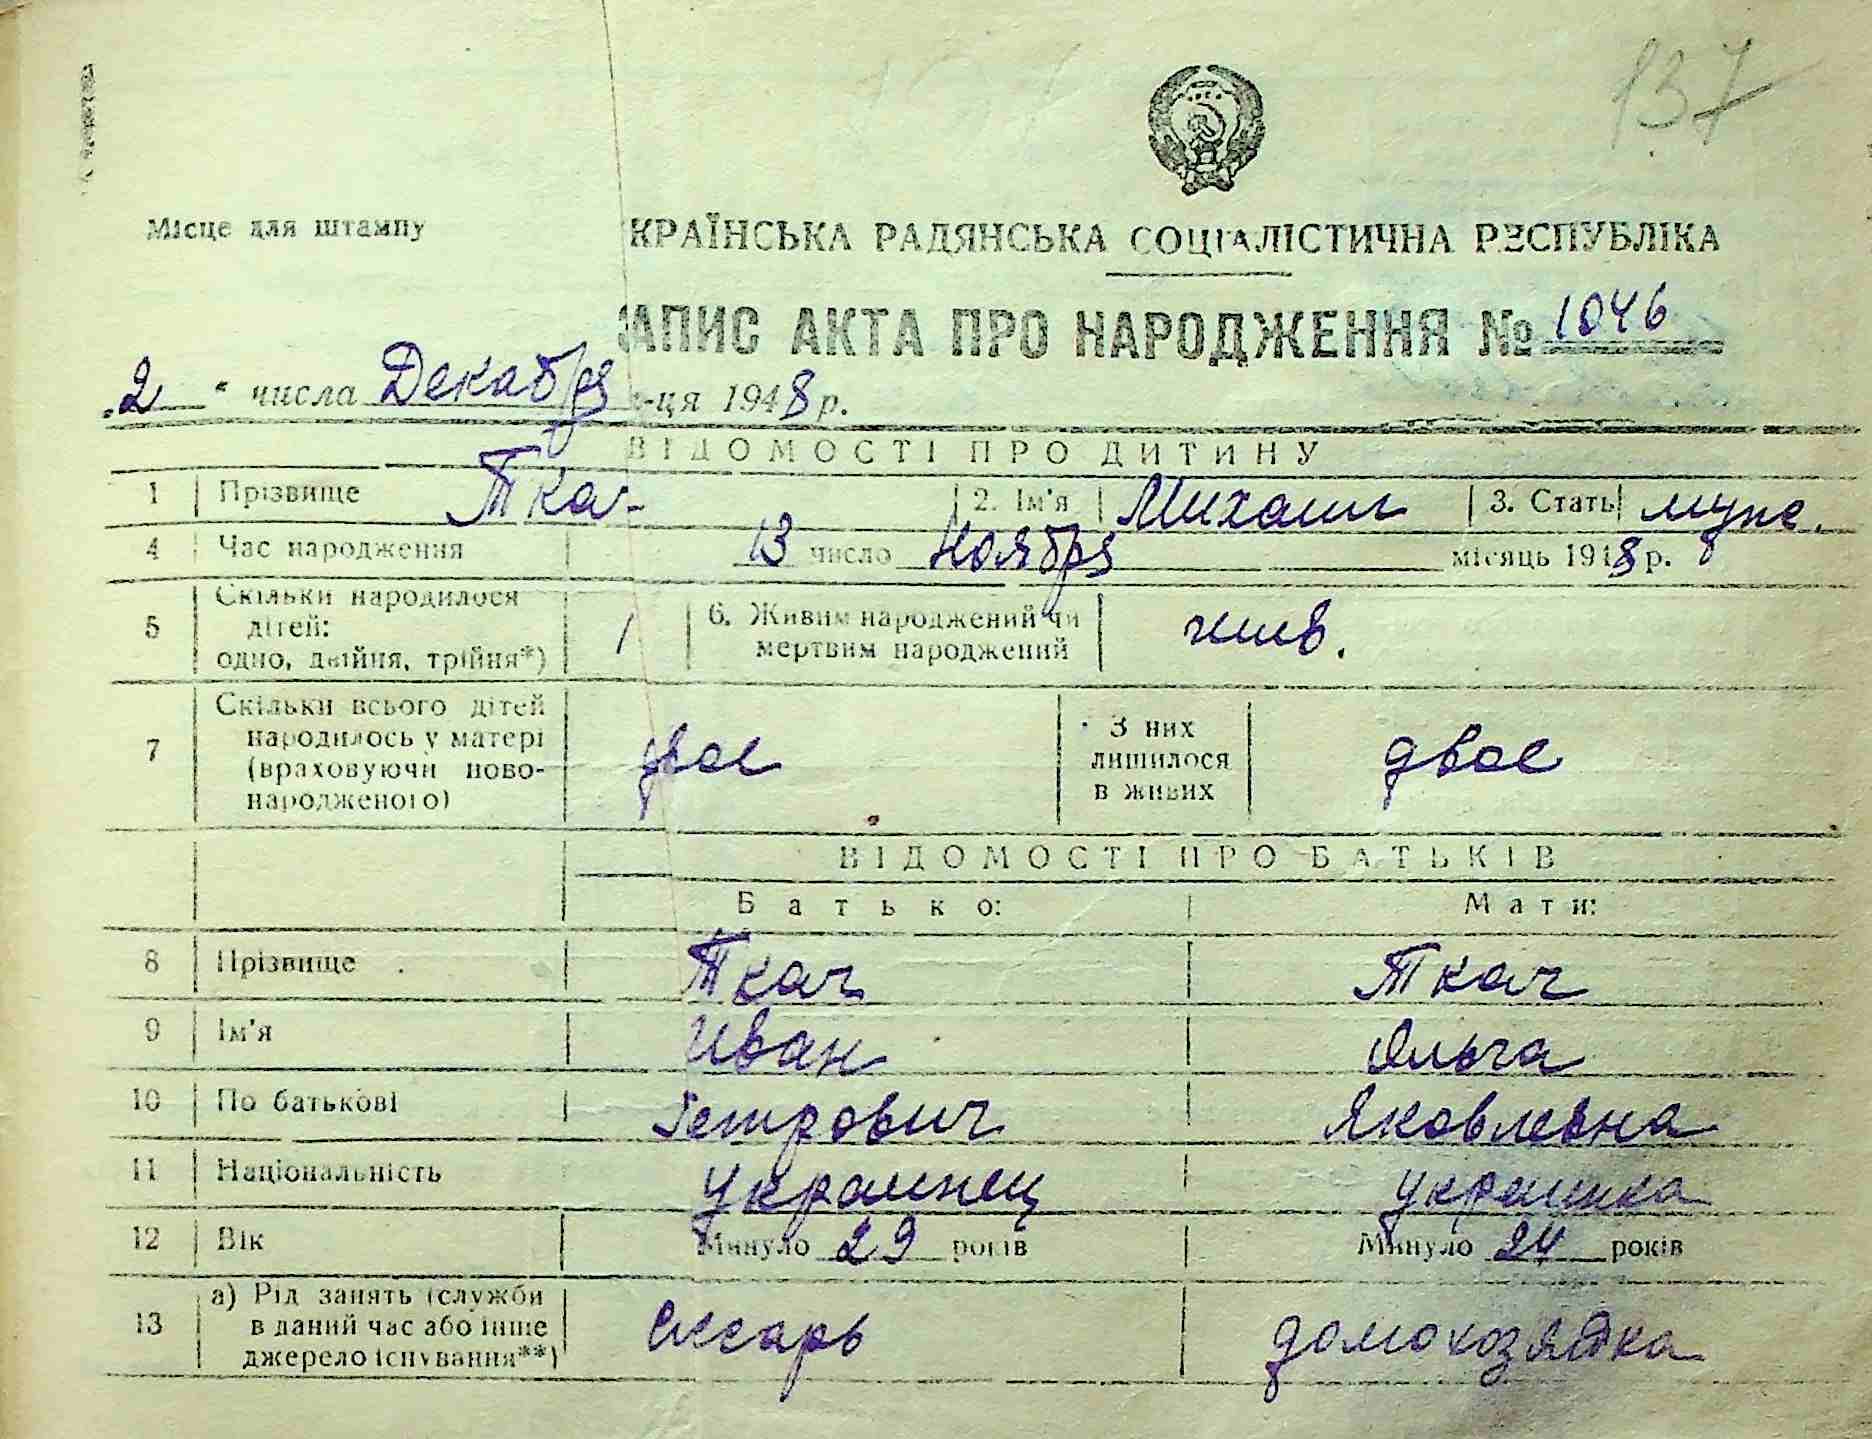 137
Місце для штампу
КРАЇНСЬКА РАДЯНСЬКА СОЦІАЛІСТИЧНА РЕСПУБЛІКА
АПИС АКТА ПРО НАРОДЖЕННЯ № 1046
„2" числа Декабря м-ця 1948 р.
ВІДОМОСТІ ПРО ДИТИНУ
1 Прізвище Ткач 2. Ім'я Михаил 3. Стать муж.
4 Час народження 13 число Ноября місяць 1948 р.
5 Скільки народилося дітей: одно, двійня, трійня*) 1 6. Живим народжений чи мертвим народжений жив.
7 Скільки всього дітей народилось у матері (враховуючи ново-народженого) двое З них лишилося в живих двое
ВІДОМОСТІ ПРО БАТЬКІВ
Батько: Мати:
8 Прізвище Ткач Ткач
9 Ім'я Иван Ольга
10 По батькові Петрович Яковлевна
11 Національність украинец украинка
12 Вік Минуло 29 років Минуло 24 років
13 а) Рід занять (служби в даний час або інше джерело існування**) слесарь домохозяйка